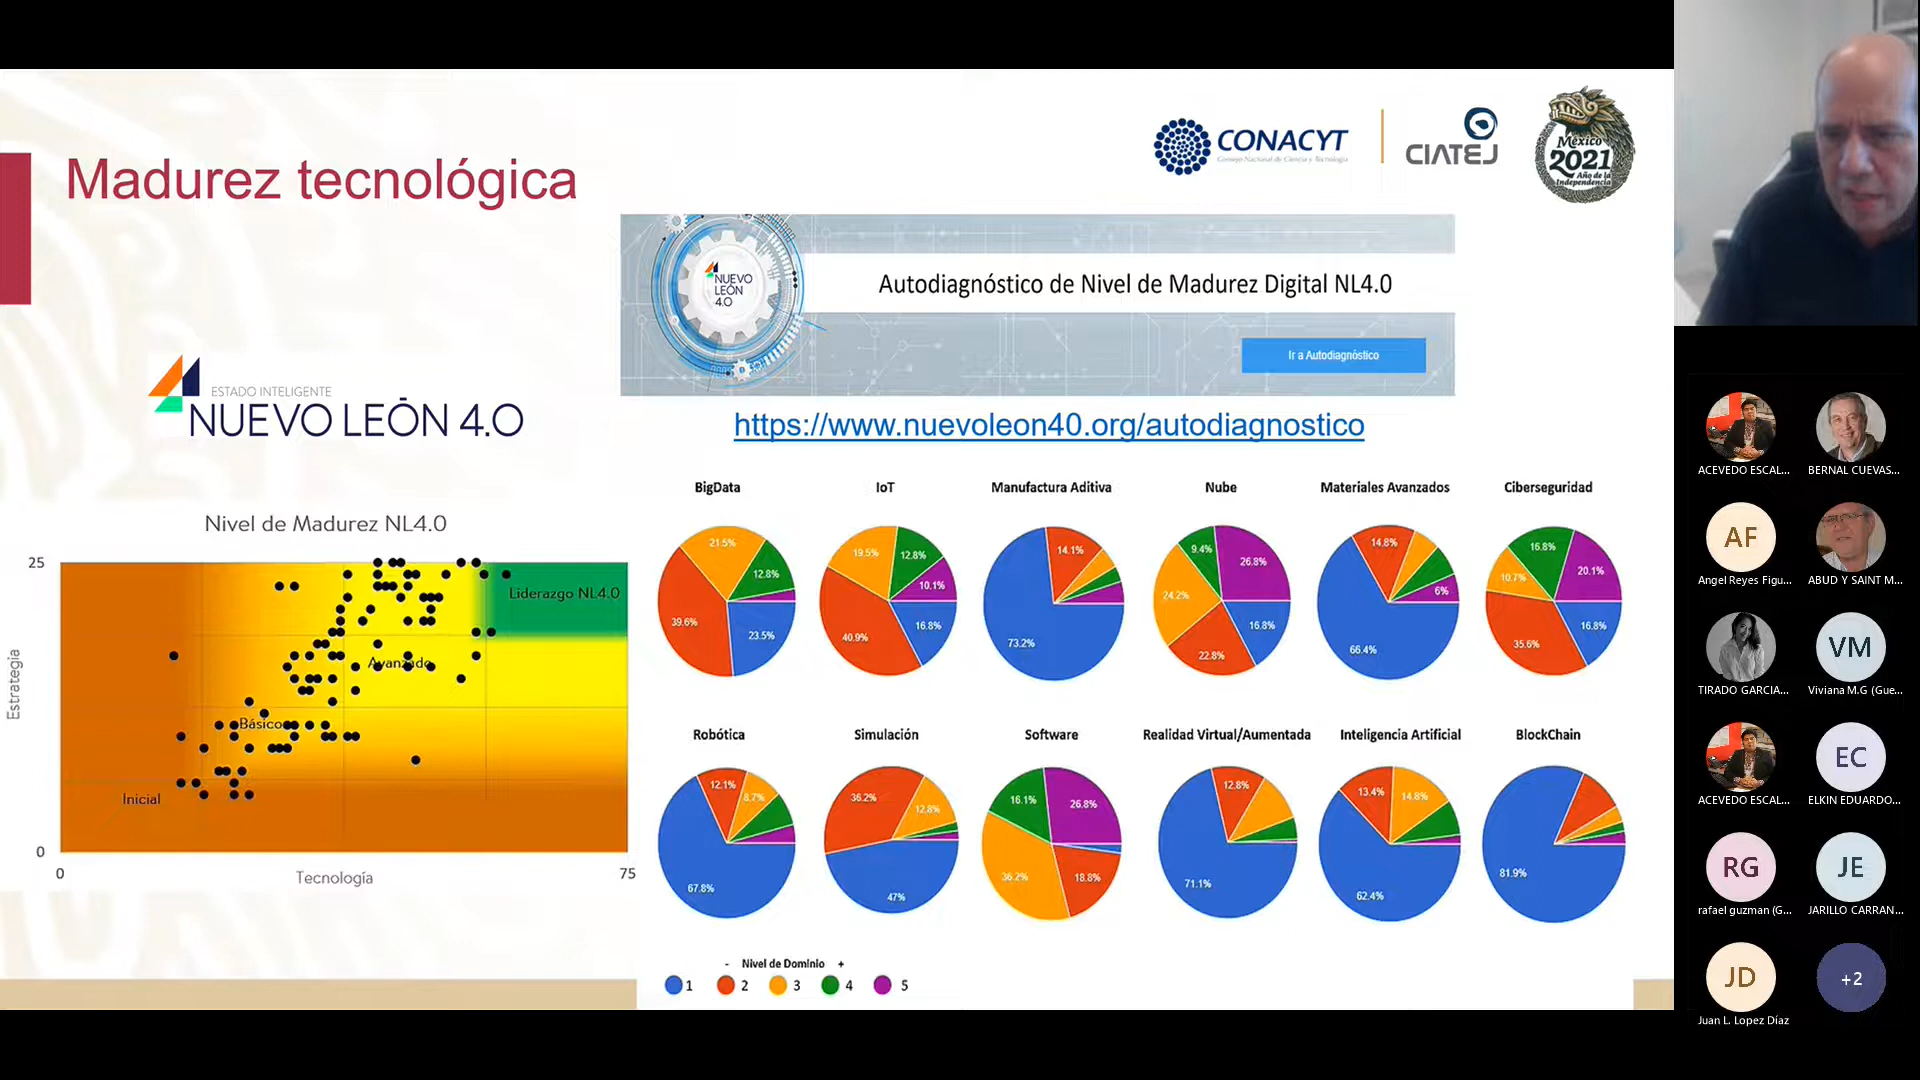 CONACYT
Consejo Nacional de Ciencia y Tecnología
CIATEJ
México
2021
Año de la
Independencia
Madurez tecnológica
NUEVO
LEÓN
4.0
Autodiagnóstico de Nivel de Madurez Digital NL4.0
Ir a Autodiagnóstico
ESTADO INTELIGENTE
NUEVO LEÓN 4.0
https://www.nuevoleon40.org/autodiagnostico
Nivel de Madurez NL4.0
25
Liderazgo NL4.0
Avanzado
Estrategia
Básico
Inicial
0
0
Tecnología
75
BigData
21.5%
12.8%
39.6%
23.5%
IoT
19.5%
12.8%
10.1%
40.9%
16.8%
Manufactura Aditiva
14.1%
73.2%
Nube
9.4%
26.8%
24.2%
16.8%
22.8%
Materiales Avanzados
14.8%
6%
66.4%
Ciberseguridad
16.8%
20.1%
10.7%
16.8%
35.6%
Robótica
12.1%
8.7%
67.8%
Simulación
36.2%
12.8%
47%
Software
16.1%
26.8%
36.2%
18.8%
Realidad Virtual/Aumentada
12.8%
71.1%
Inteligencia Artificial
13.4%
14.8%
62.4%
BlockChain
81.9%
- Nivel de Dominio +
1 2 3 4 5
ACEVEDO ESCAL...
BERNAL CUEVAS...
AF
Angel Reyes Figu...
ABUD Y SAINT M...
TIRADO GARCIA...
VM
Viviana M.G (Gue...
ACEVEDO ESCAL...
EC
ELKIN EDUARDO...
RG
rafael guzman (G...
JE
JARILLO CARRAN...
JD
Juan L. Lopez Díaz
+2